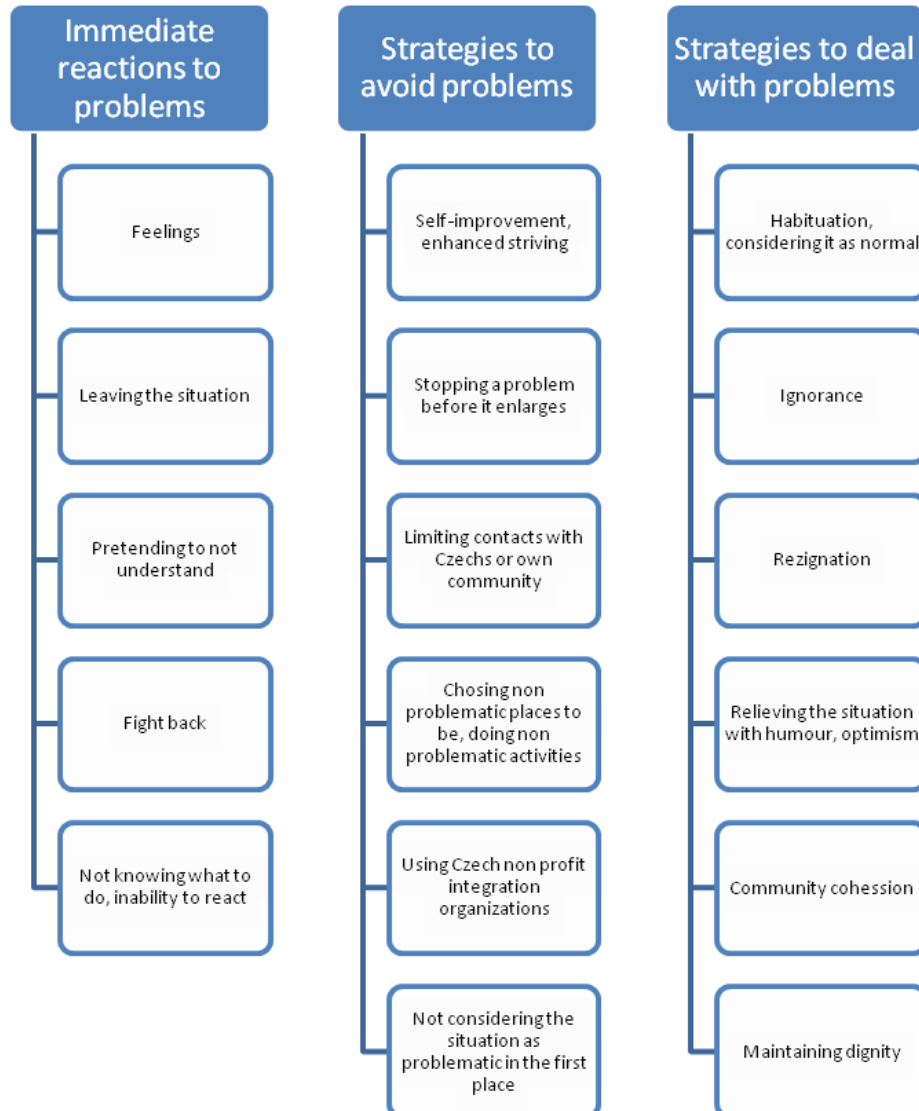 Immediate
reactions to
problems
Feelings
Leaving the situation
Pretending to not
understand
Fight back
Not knowing what to
do, inability to react
Strategies to
avoid problems
Self-improvement,
enhanced striving
Stopping a problem
before it enlarges
Limiting contacts with
Czechs or own
community
Chosing non
problematic places to
be, doing non
problematic activities
Using Czech non profit
integration
organizations
Not considering the
situation as
problematic in the first
place
Strategies to deal
with problems
Habituation,
considering it as normal
Ignorance
Rezignation
Relieving the situation
with humour, optimism
Community cohession
Maintaining dignity